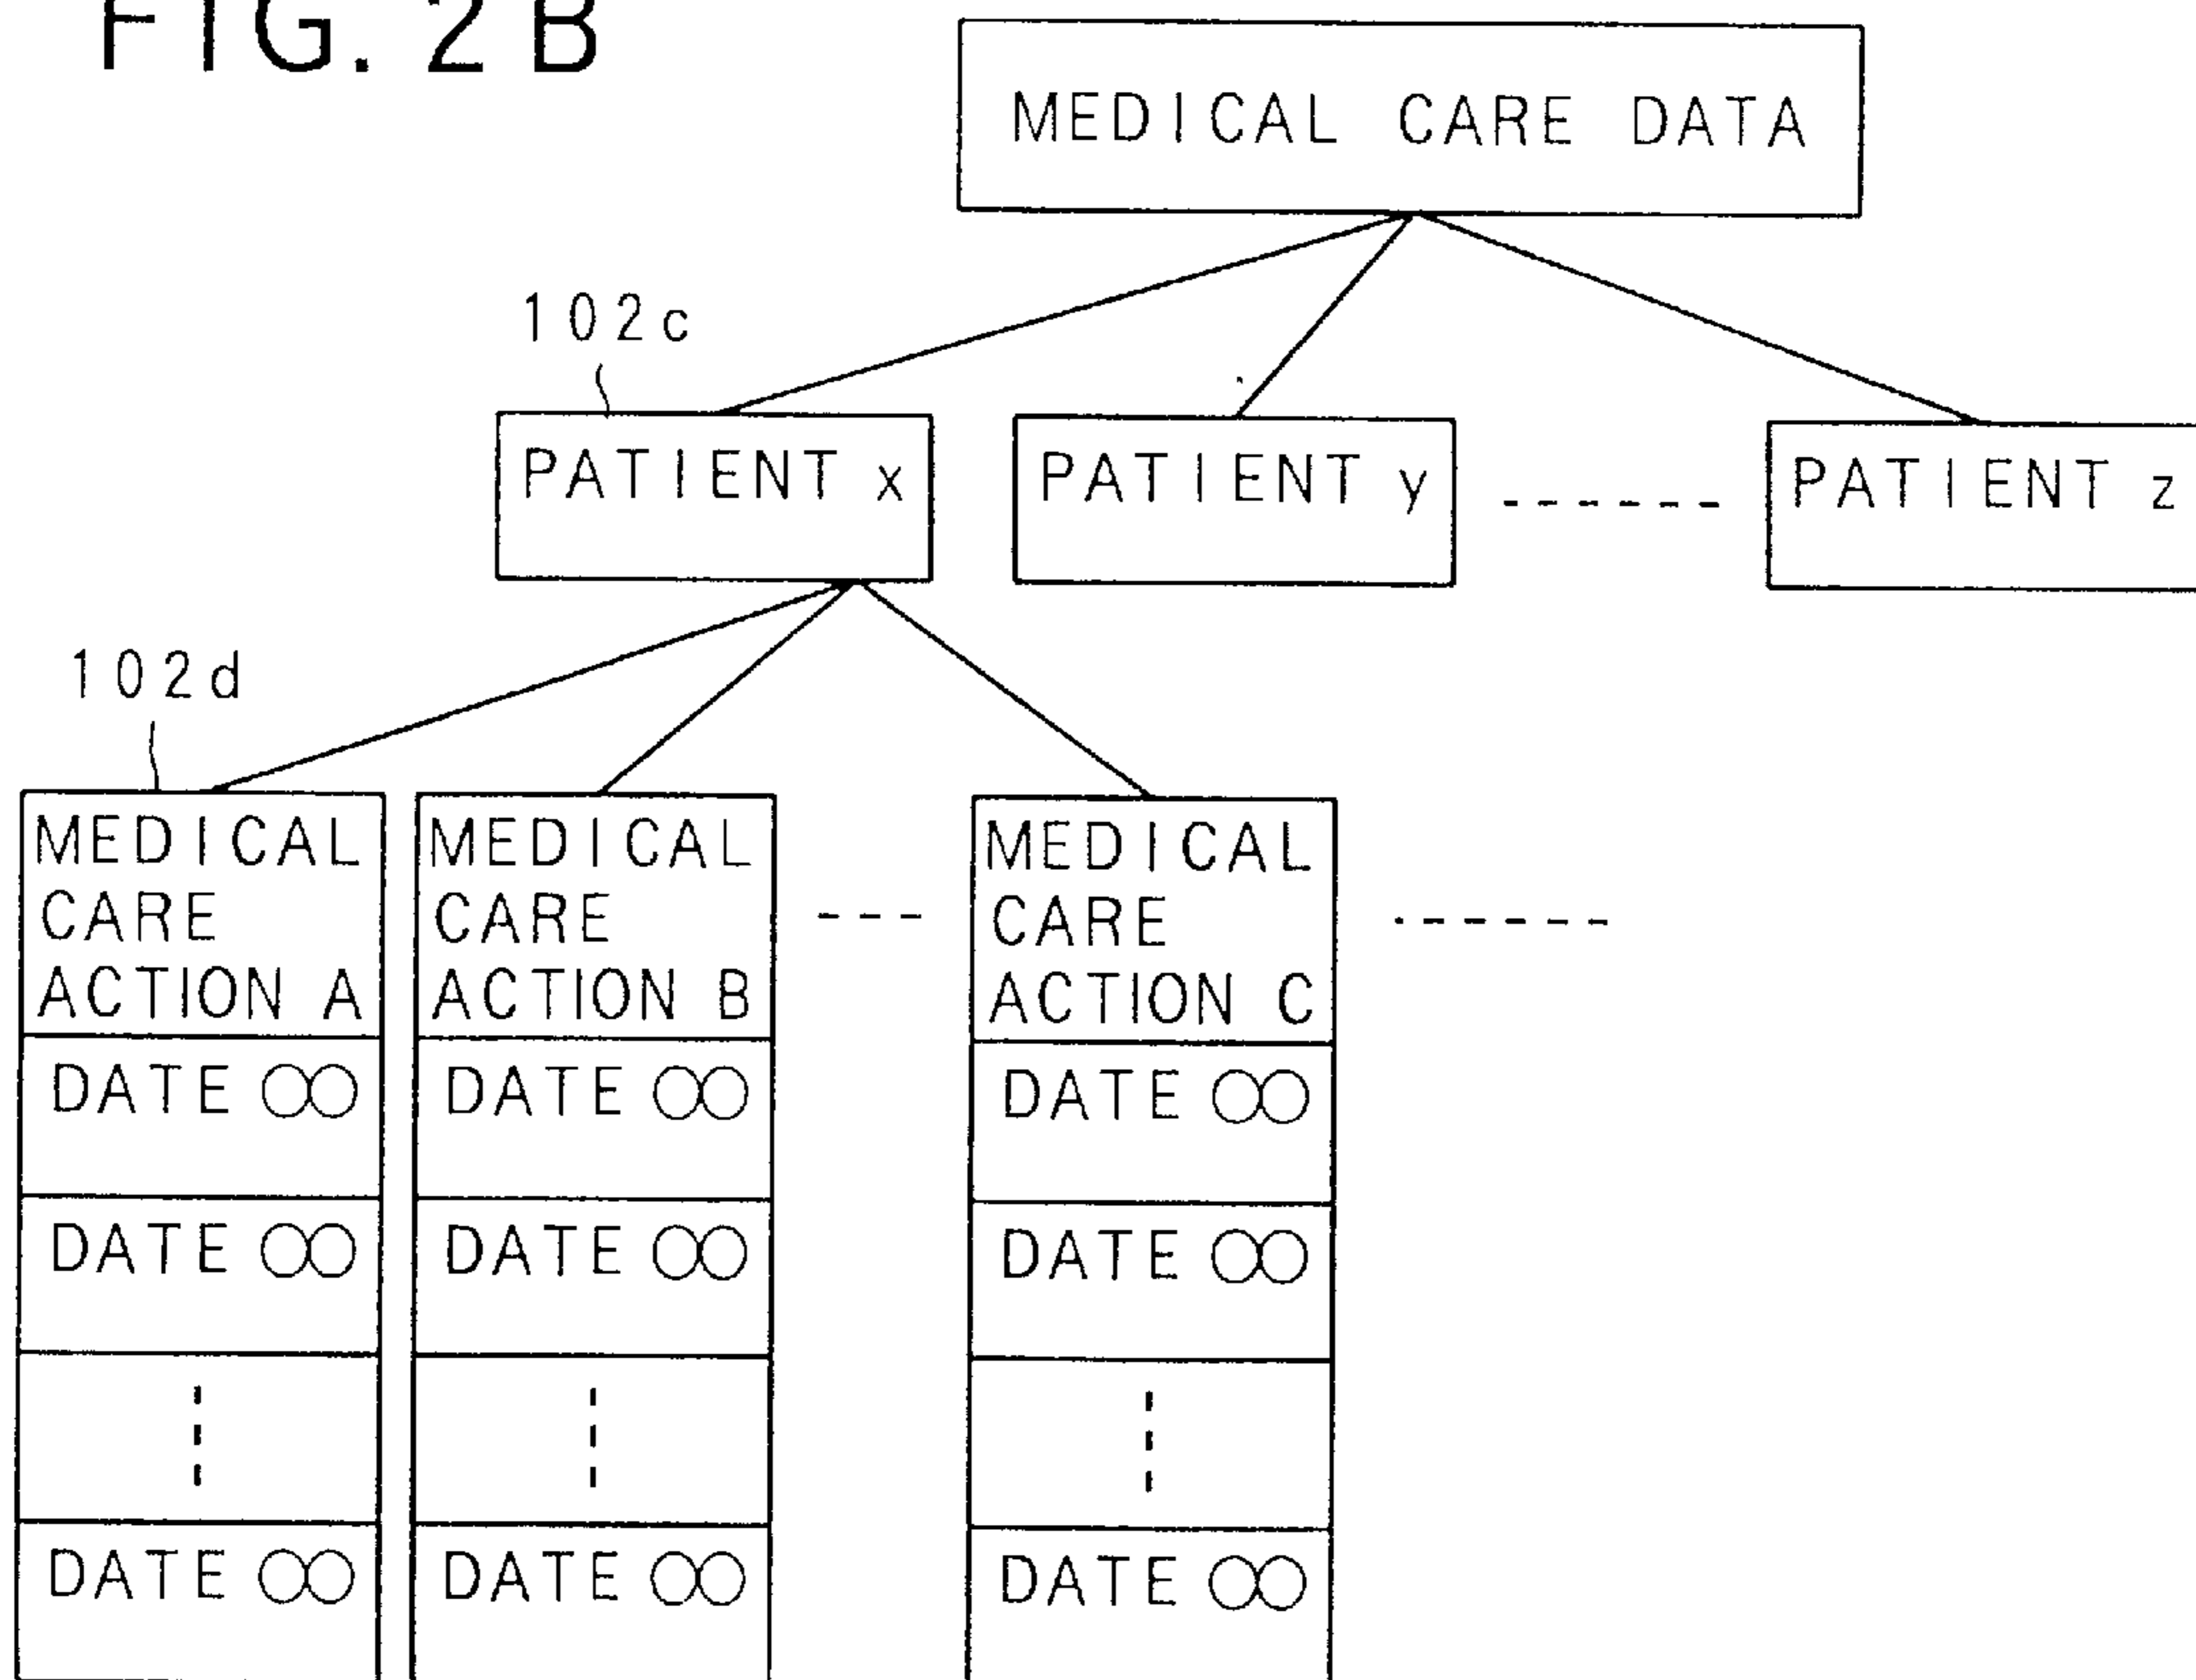 FIG. 2B
MEDICAL CARE DATA
102c
PATIENT x
PATIENT y
PATIENT z
102d
MEDICAL
CARE
ACTION A
MEDICAL
CARE
ACTION B
MEDICAL
CARE
ACTION C
DATE ○○
DATE ○○
DATE ○○
DATE ○○
DATE ○○
DATE ○○
DATE ○○
DATE ○○
DATE ○○